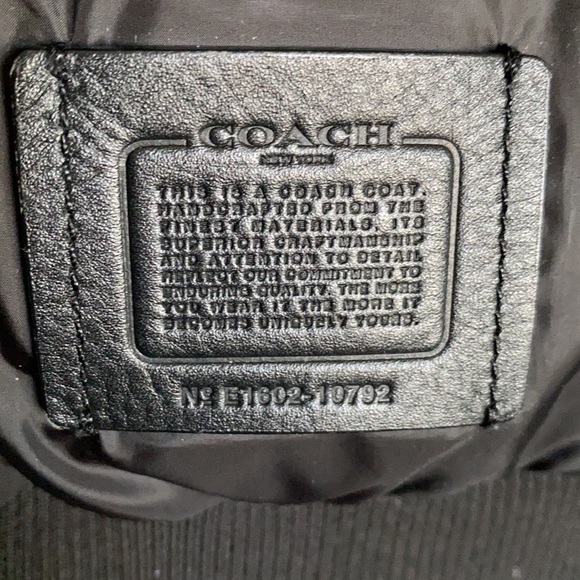 COACH
NEW YORK
THIS IS A COACH COAT.
HANDCRAFTED FROM THE
FINEST MATERIALS, ITS
SUPERIOR CRAFTMANSHIP
AND ATTENTION TO DETAIL
REFLECT OUR COMMITMENT TO
ENDURING QUALITY. THE MORE
YOU WEAR IT THE MORE IT
BECOMES UNIQUELY YOURS.
Nº E1602-10792